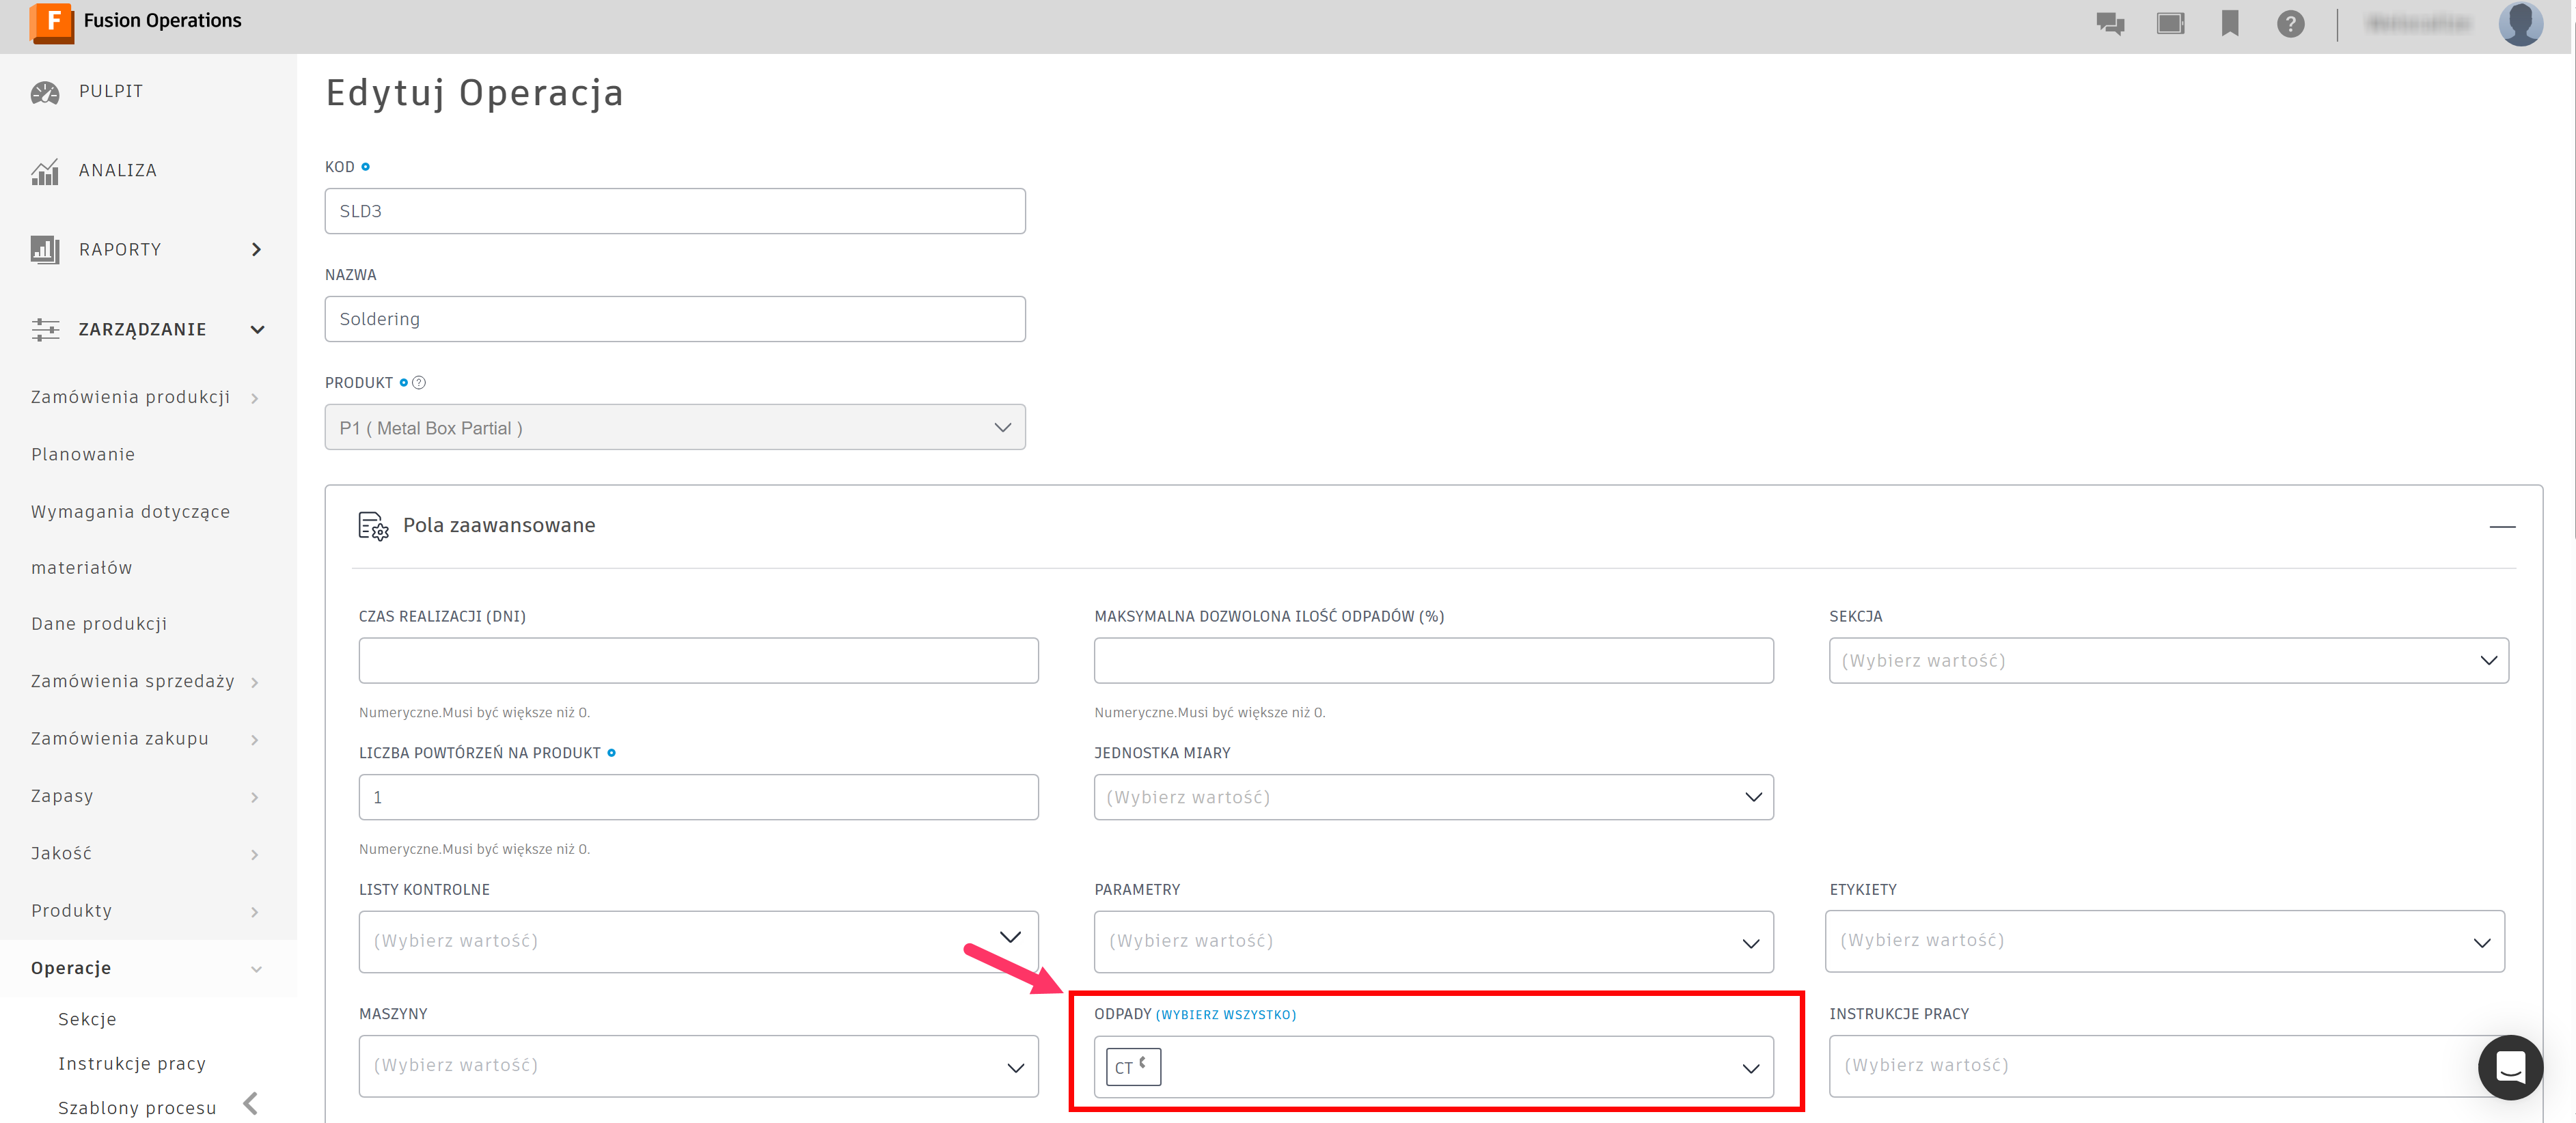 Fusion Operations
PULPIT
ANALIZA
RAPORTY
ZARZĄDZANIE
Zamówienia produkcji
Planowanie
Wymagania dotyczące
materiałów
Dane produkcji
Zamówienia sprzedaży
Zamówienia zakupu
Zapasy
Jakość
Produkty
Operacje
Sekcje
Instrukcje pracy
Szablony procesu
Edytuj Operacja
KOD
SLD3
NAZWA
Soldering
PRODUKT
P1 ( Metal Box Partial )
Pola zaawansowane
CZAS REALIZACJI (DNI) MAKSYMALNA DOZWOLONA ILOŚĆ ODPADÓW (%) SEKCJA
(Wybierz wartość)
Numeryczne.Musi być większe niż 0. Numeryczne.Musi być większe niż 0.
LICZBA POWTÓRZEŃ NA PRODUKT JEDNOSTKA MIARY
1 (Wybierz wartość)
Numeryczne.Musi być większe niż 0.
LISTY KONTROLNE PARAMETRY ETYKIETY
(Wybierz wartość) (Wybierz wartość) (Wybierz wartość)
MASZYNY ODPADY (WYBIERZ WSZYSTKO) INSTRUKCJE PRACY
(Wybierz wartość) CT (Wybierz wartość)